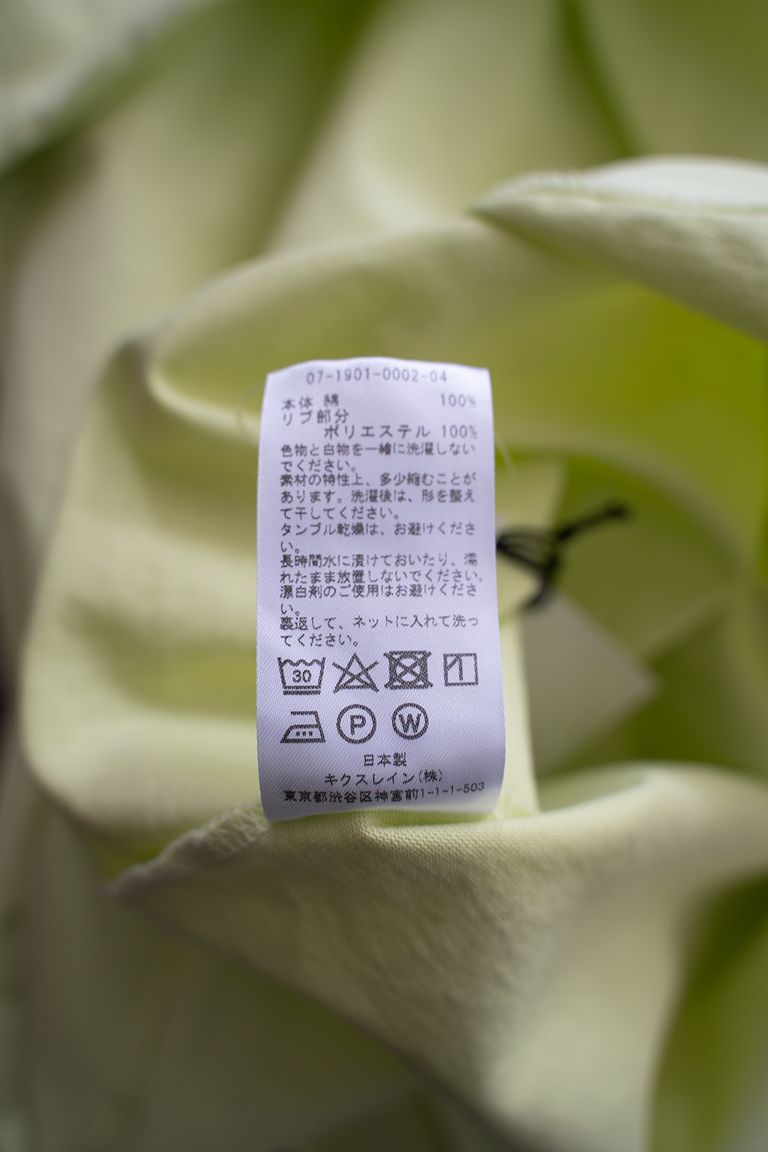 07-1901-0002-04
本体 綿 100%
リブ部分
ポリエステル 100%
色物と白物を一緒に洗濯しない
でください。
素材の特性上、多少縮むことが
あります。洗濯後は、形を整え
て干してください。
タンブル乾燥は、お避けくださ
い。
長時間水に漬けておいたり、濡
れたまま放置しないでください。
漂白剤のご使用はお避けくださ
い。
裏返して、ネットに入れて洗っ
てください。
30
P W
日本製
キクスレイン(株)
東京都渋谷区神宮前1-1-1-503